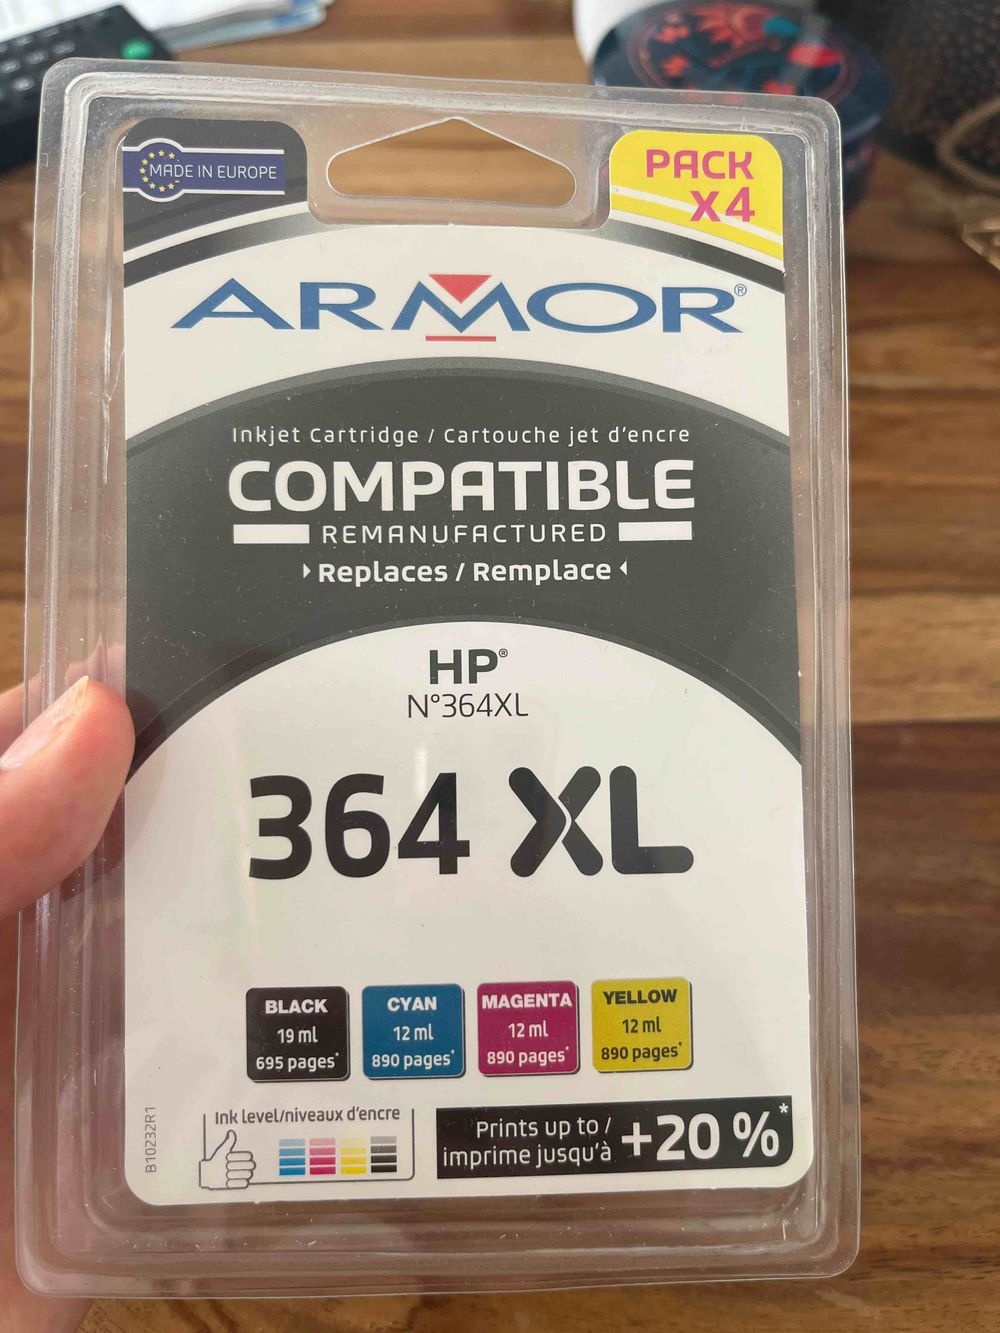 MADE IN EUROPE
PACK
X4
ARMOR®
Inkjet Cartridge / Cartouche jet d'encre
COMPATIBLE
REMANUFACTURED
Replaces / Remplace
HP®
N°364XL
364 XL
BLACK
19 ml
695 pages*
CYAN
12 ml
890 pages*
MAGENTA
12 ml
890 pages*
YELLOW
12 ml
890 pages*
B10232R1
Ink level/niveaux d'encre
Prints up to /
imprime jusqu'à
+20 %*